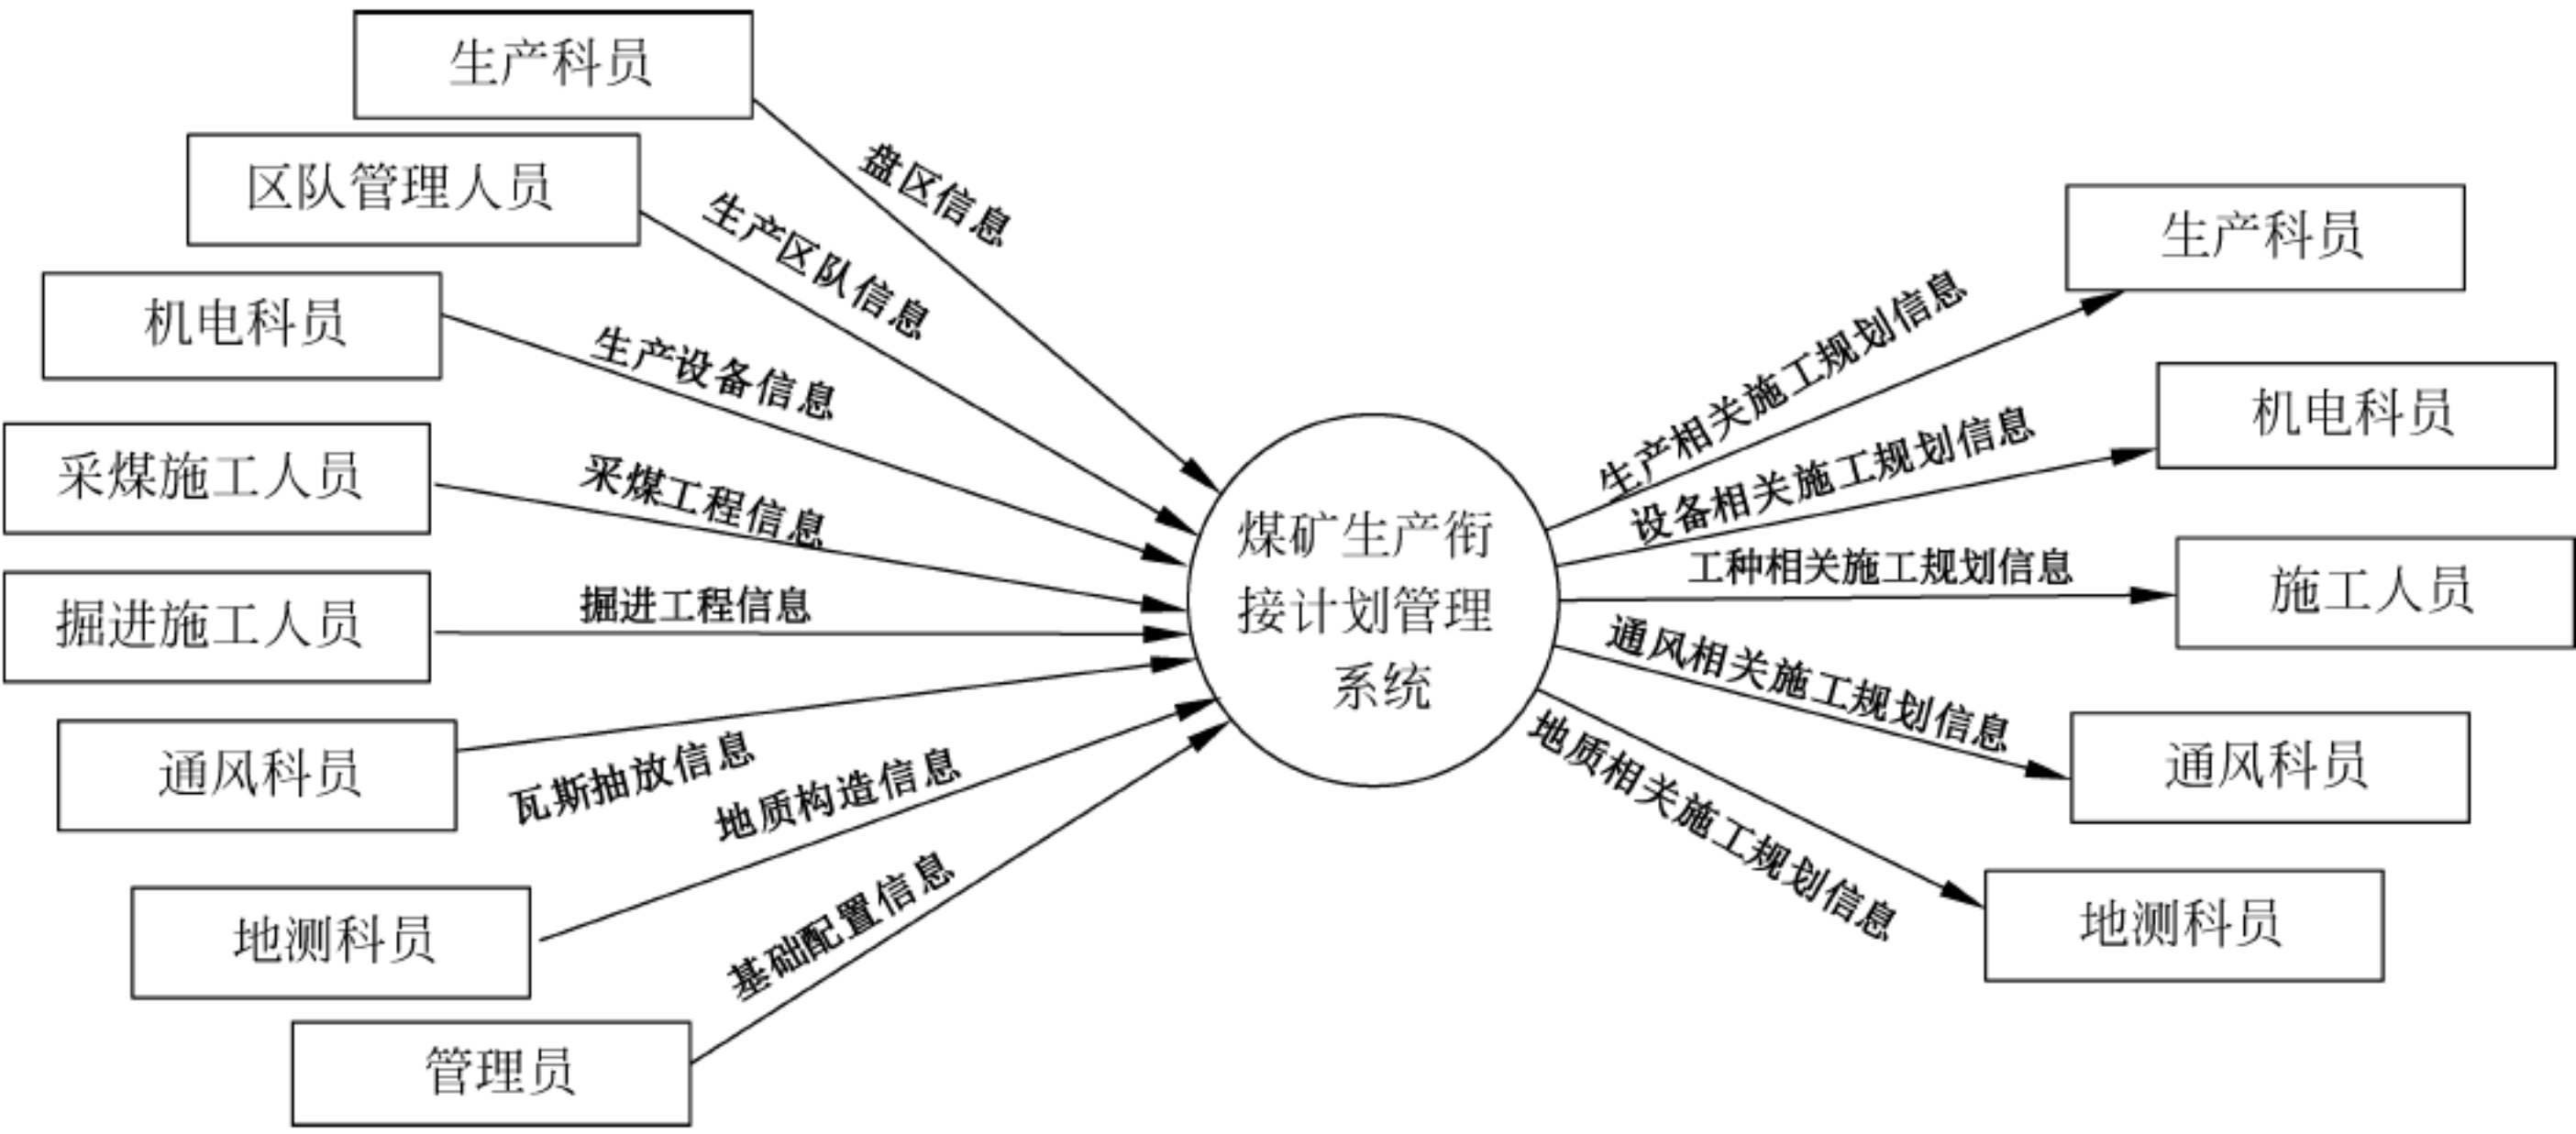 生产科员
区队管理人员
机电科员
采煤施工人员
掘进施工人员
通风科员
地测科员
管理员
盘区信息
生产区队信息
生产设备信息
采煤工程信息
掘进工程信息
瓦斯抽放信息
地质构造信息
基础配置信息
煤矿生产衔
接计划管理
系统
生产相关施工规划信息
设备相关施工规划信息
工种相关施工规划信息
通风相关施工规划信息
地质相关施工规划信息
生产科员
机电科员
施工人员
通风科员
地测科员